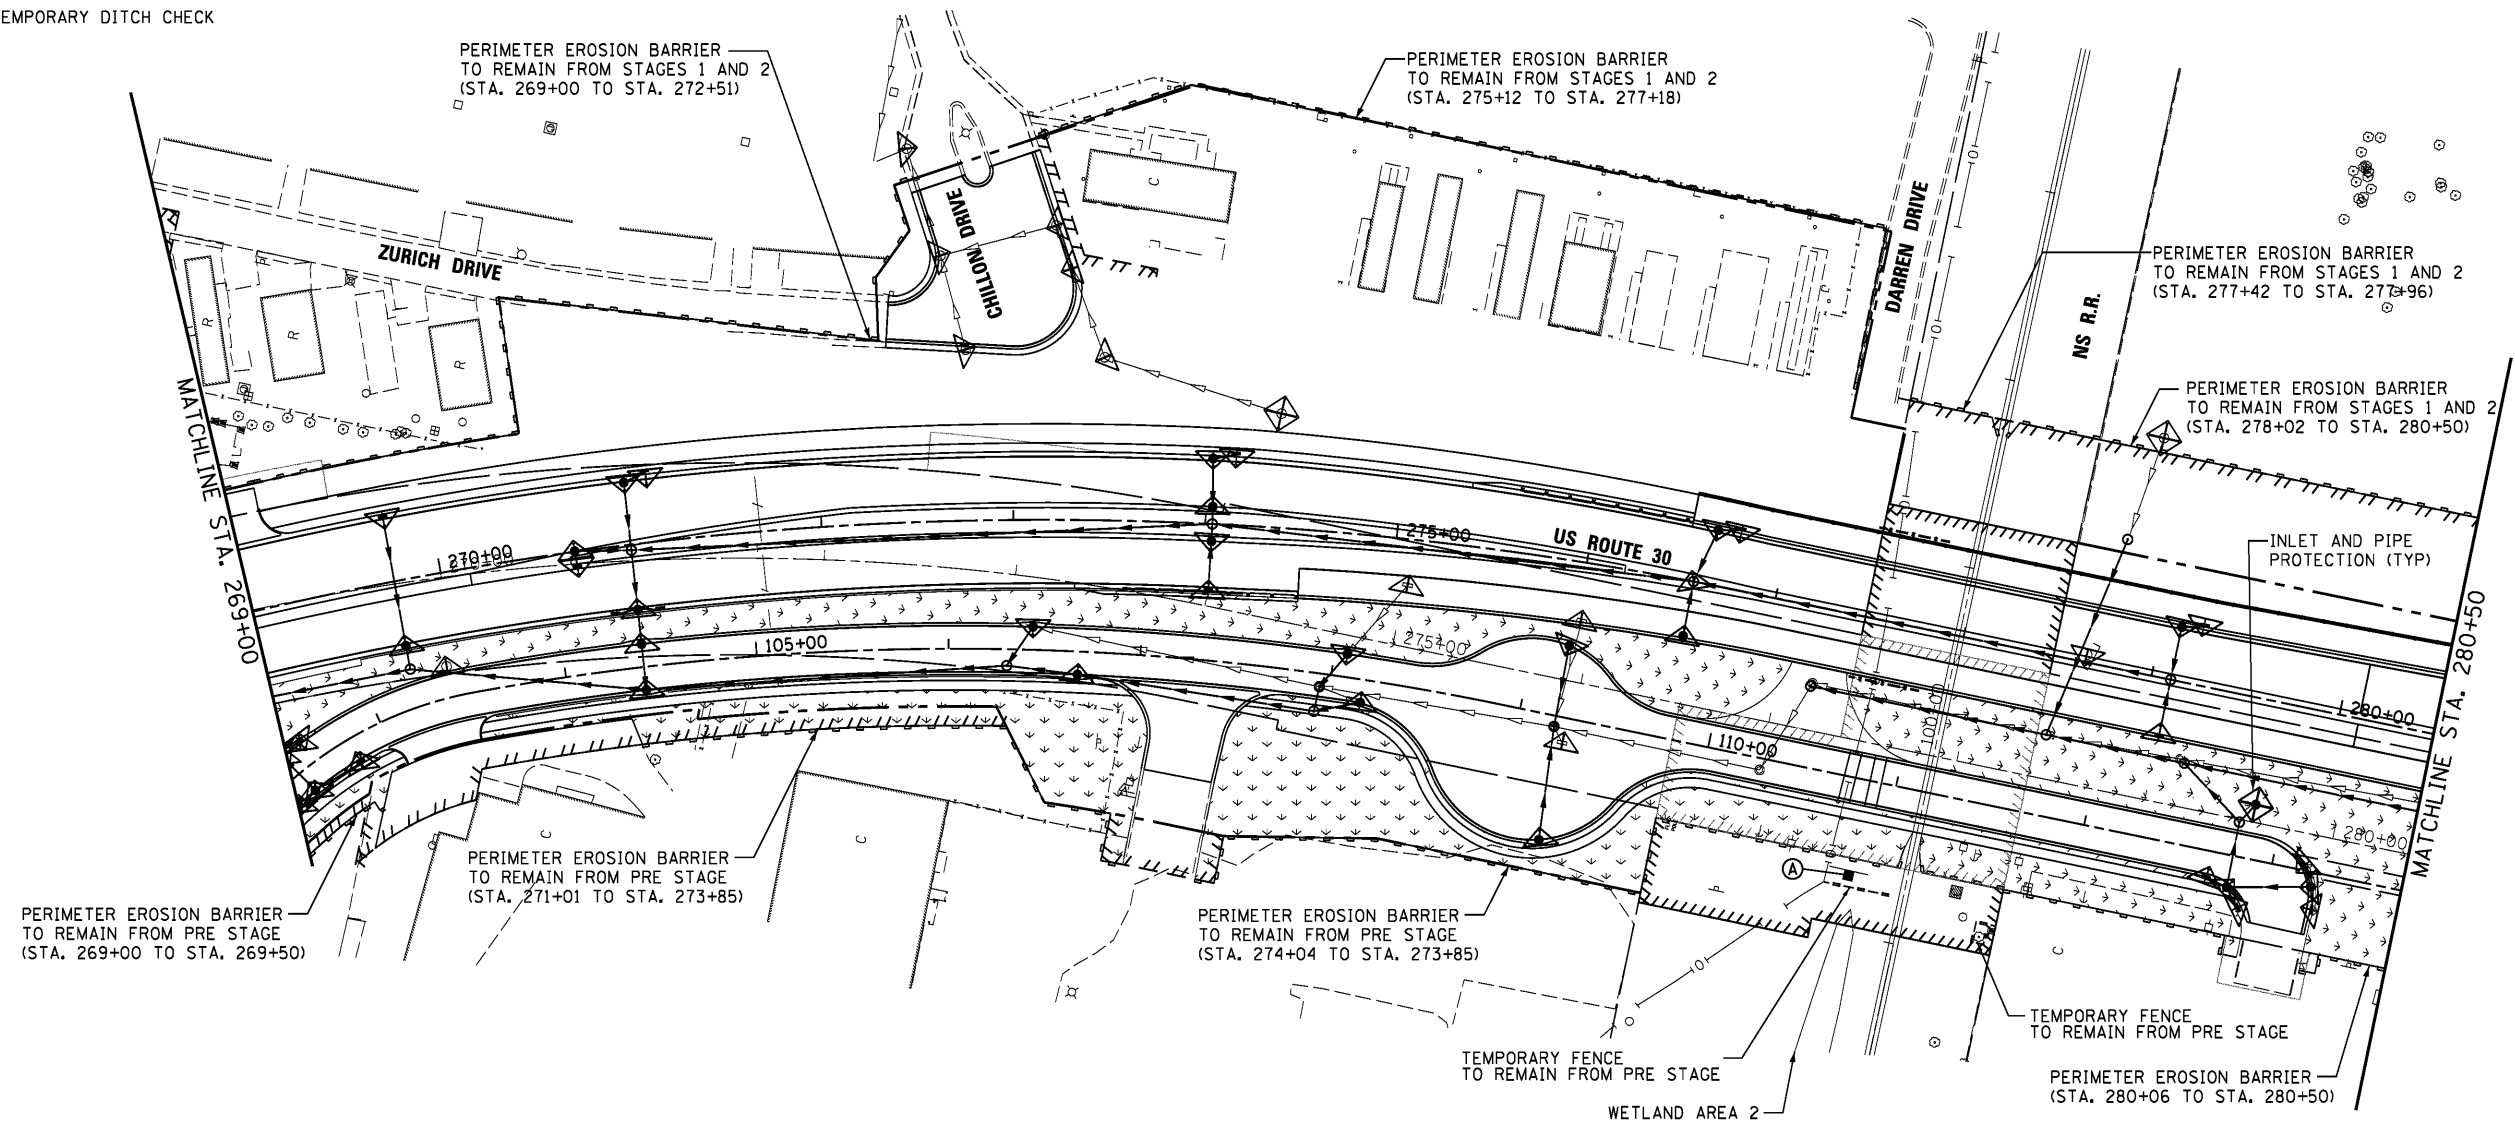 EMPORARY DITCH CHECK
PERIMETER EROSION BARRIER
TO REMAIN FROM STAGES 1 AND 2
(STA. 269+00 TO STA. 272+51)
PERIMETER EROSION BARRIER
TO REMAIN FROM STAGES 1 AND 2
(STA. 275+12 TO STA. 277+18)
PERIMETER EROSION BARRIER
TO REMAIN FROM STAGES 1 AND 2
(STA. 277+42 TO STA. 277+96)
PERIMETER EROSION BARRIER
TO REMAIN FROM STAGES 1 AND 2
(STA. 278+02 TO STA. 280+50)
ZURICH DRIVE
CHILLON DRIVE
DARREN DRIVE
NS R.R.
R
R
R
C
MATCHLINE STA. 269+00
270+00
275+00
US ROUTE 30
INLET AND PIPE
PROTECTION (TYP)
105+00
275+00
110+00
100+00
280+00
280+00
MATCHLINE STA. 280+50
C
C
C
A
PERIMETER EROSION BARRIER
TO REMAIN FROM PRE STAGE
(STA. 271+01 TO STA. 273+85)
PERIMETER EROSION BARRIER
TO REMAIN FROM PRE STAGE
(STA. 269+00 TO STA. 269+50)
PERIMETER EROSION BARRIER
TO REMAIN FROM PRE STAGE
(STA. 274+04 TO STA. 273+85)
TEMPORARY FENCE
TO REMAIN FROM PRE STAGE
TEMPORARY FENCE
TO REMAIN FROM PRE STAGE
WETLAND AREA 2
PERIMETER EROSION BARRIER
(STA. 280+06 TO STA. 280+50)